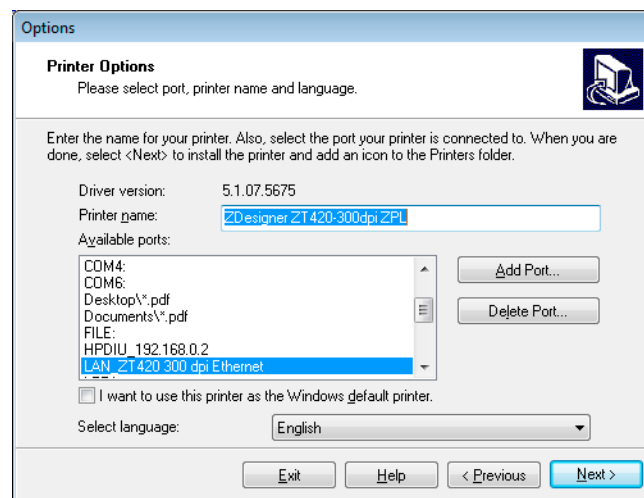 Options
Printer Options
Please select port, printer name and language.
Enter the name for your printer. Also, select the port your printer is connected to. When you are
done, select <Next> to install the printer and add an icon to the Printers folder.
Driver version: 5.1.07.5675
Printer name: ZDesigner ZT420-300dpi ZPL
Available ports:
COM4:
COM6:
Desktop\*.pdf
Documents\*.pdf
FILE:
HPDIU_192.168.0.2
LAN_ZT420 300 dpi Ethernet
Add Port...
Delete Port...
I want to use this printer as the Windows default printer.
Select language: English
Exit Help < Previous Next >